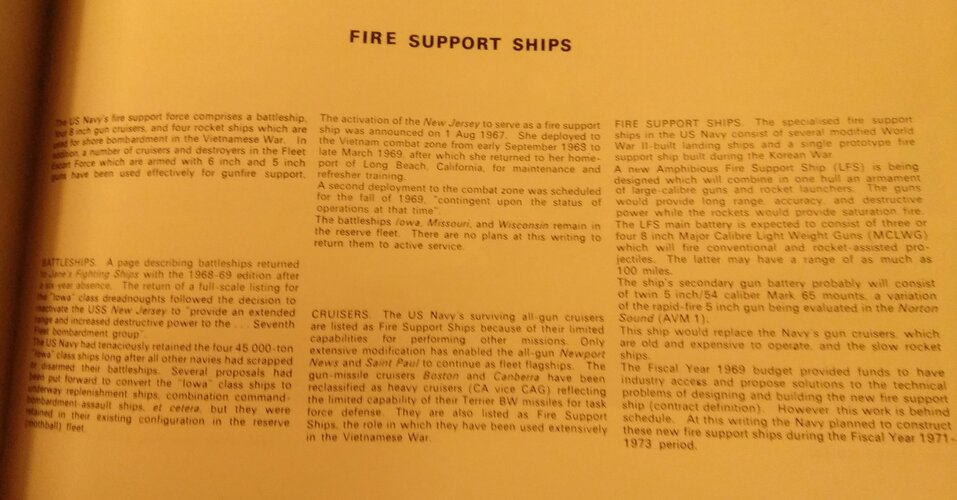 FIRE SUPPORT SHIPS
The US Navy's fire support force comprises a battleship,
four 8 inch gun cruisers, and four rocket ships which are
used for shore bombardment in the Vietnamese War. In
addition, a number of cruisers and destroyers in the Fleet
Escort Force which are armed with 6 inch and 5 inch
guns have been used effectively for gunfire support.
BATTLESHIPS. A page describing battleships returned
to Jane's Fighting Ships with the 1968-69 edition after
a six-year absence. The return of a full-scale listing for
the "Iowa" class dreadnoughts followed the decision to
inactivate the USS New Jersey to "provide an extended
range and increased destructive power to the . . . Seventh
Fleet bombardment group".
The US Navy had tenaciously retained the four 45 000-ton
"Iowa" class ships long after all other navies had scrapped
or disarmed their battleships. Several proposals had
been put forward to convert the "Iowa" class ships to
underway replenishment ships, combination command-
bombardment-assault ships, et cetera, but they were
retained in their existing configuration in the reserve
(mothball) fleet.
The activation of the New Jersey to serve as a fire support
ship was announced on 1 Aug 1967. She deployed to
the Vietnam combat zone from early September 1968 to
late March 1969, after which she returned to her home-
port of Long Beach, California, for maintenance and
refresher training.
A second deployment to the combat zone was scheduled
for the fall of 1969, "contingent upon the status of
operations at that time".
The battleships Iowa, Missouri, and Wisconsin remain in
the reserve fleet. There are no plans at this writing to
return them to active service.
CRUISERS. The US Navy's surviving all-gun cruisers
are listed as Fire Support Ships because of their limited
capabilities for performing other missions. Only
extensive modification has enabled the all-gun Newport
News and Saint Paul to continue as fleet flagships. The
gun-missile cruisers Boston and Canberra have been
reclassified as heavy cruisers (CA vice CAG) reflecting
the limited capability of their Terrier BW missiles for task
force defense. They are also listed as Fire Support
Ships, the role in which they have been used extensively
in the Vietnamese War.
FIRE SUPPORT SHIPS. The specialised fire support
ships in the US Navy consist of several modified World
War II-built landing ships and a single prototype fire
support ship built during the Korean War.
A new Amphibious Fire Support Ship (LFS) is being
designed which will combine in one hull an armament
of large-calibre guns and rocket launchers. The guns
would provide long range, accuracy, and destructive
power while the rockets would provide saturation fire.
The LFS main battery is expected to consist of three or
four 8 inch Major Calibre Light Weight Guns (MCLWG)
which will fire conventional and rocket-assisted pro-
jectiles. The latter may have a range of as much as
100 miles.
The ship's secondary gun battery probably will consist
of twin 5 inch/54 caliber Mark 65 mounts, a variation
of the rapid-fire 5 inch gun being evaluated in the Norton
Sound (AVM 1).
This ship would replace the Navy's gun cruisers, which
are old and expensive to operate, and the slow rocket
ships.
The Fiscal Year 1969 budget provided funds to have
industry access and propose solutions to the technical
problems of designing and building the new fire support
ship (contract definition). However this work is behind
schedule. At this writing the Navy planned to construct
these new fire support ships during the Fiscal Year 1971-
1973 period.